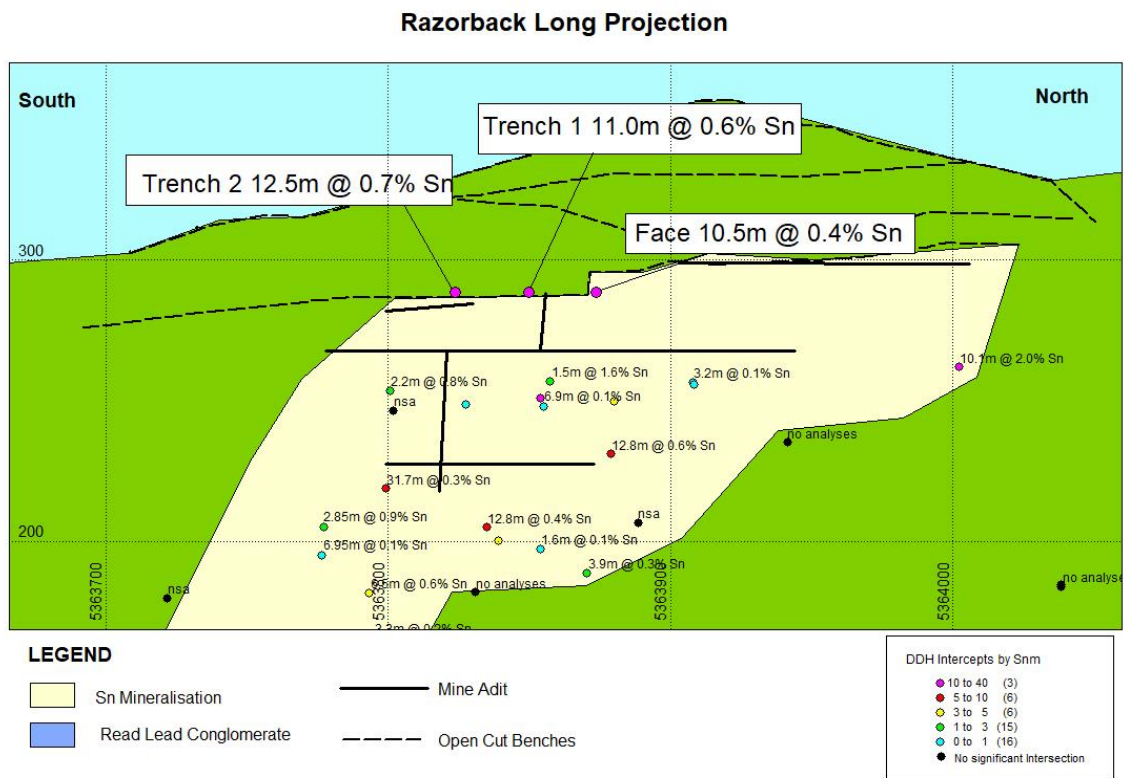 Razorback Long Projection
South
North
Trench 1 11.0m @ 0.6% Sn
Trench 2 12.5m @ 0.7% Sn
Face 10.5m @ 0.4% Sn
300
10.1m @ 2.0% Sn
1.5m @ 1.6% Sn
3.2m @ 0.1% Sn
2.2m @ 0.8% Sn
6.9m @ 0.1% Sn
nsa
no analyses
12.8m @ 0.6% Sn
31.7m @ 0.3% Sn
2.85m @ 0.9% Sn
12.8m @ 0.4% Sn
nsa
200
6.95m @ 0.1% Sn
1.6m @ 0.1% Sn
3.9m @ 0.3% Sn
nsa
@ 0.6% Sn
no analyses
no analyse
5363700
5363900
5364000
LEGEND
Sn Mineralisation
Mine Adit
Read Lead Conglomerate
Open Cut Benches
DDH Intercepts by Snm
10 to 40 (3)
5 to 10 (6)
3 to 5 (6)
1 to 3 (15)
0 to 1 (16)
No significant Intersection